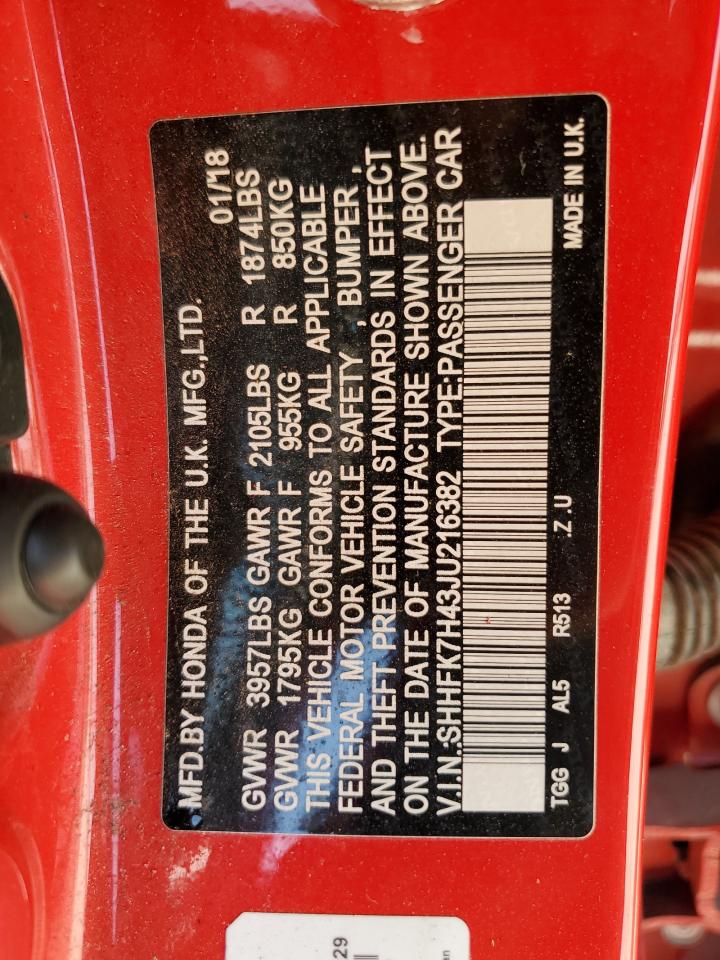 MFD.BY HONDA OF THE U.K. MFG.,LTD. 01/18
GVWR 3957LBS GAWR F 2105LBS R 1874LBS
GVWR 1795KG GAWR F 955KG R 850KG
THIS VEHICLE CONFORMS TO ALL APPLICABLE
FEDERAL MOTOR VEHICLE SAFETY , BUMPER ,
AND THEFT PREVENTION STANDARDS IN EFFECT
ON THE DATE OF MANUFACTURE SHOWN ABOVE.
V.I.N.:SHHFK7H43JU216382 TYPE:PASSENGER CAR
TGG J AL5 R513 .Z .U MADE IN U.K.
29